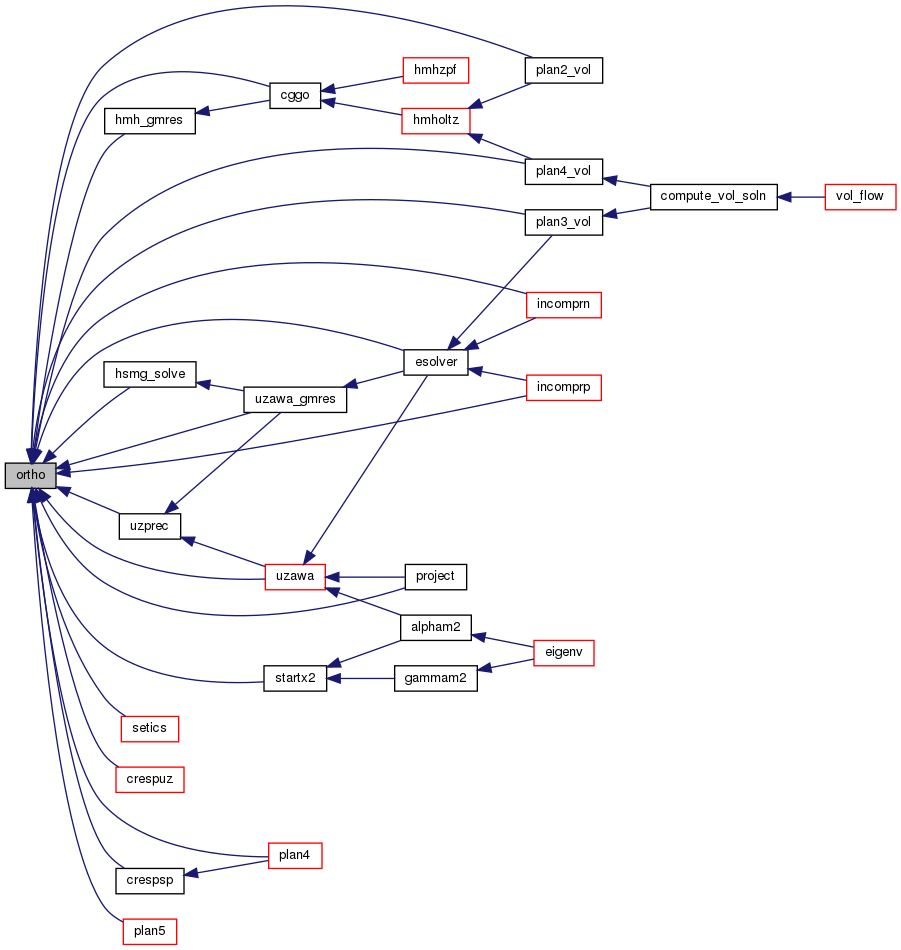 plan2_vol
hmhzpf
cggo
hmh_gmres
hmholtz
plan4_vol
compute_vol_soln
vol_flow
plan3_vol
incomprn
esolver
hsmg_solve
incomprp
uzawa_gmres
ortho
uzprec
uzawa
project
alpham2
eigenv
startx2
gammam2
setics
crespuz
plan4
crespsp
plan5